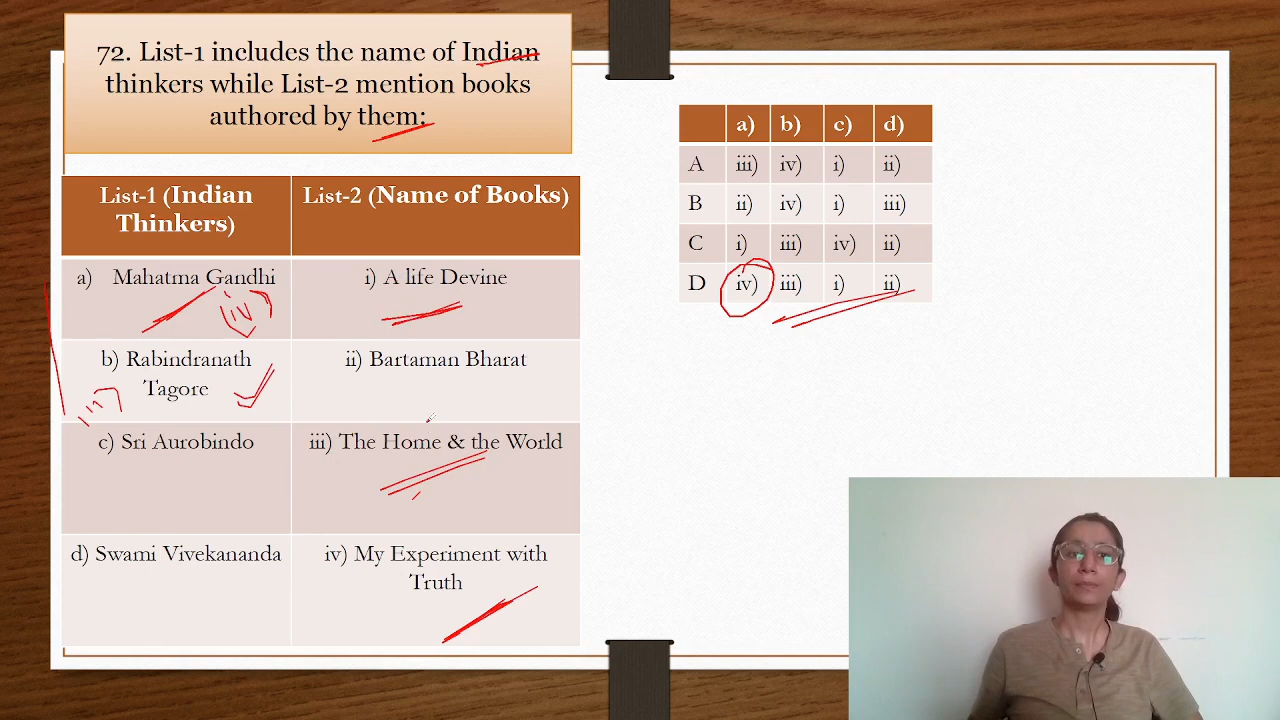 72. List-1 includes the name of Indian
thinkers while List-2 mention books
authored by them:
List-1 (Indian
Thinkers)
List-2 (Name of Books)
a) Mahatma Gandhi
i) A life Devine
iv)
b) Rabindranath
Tagore
ii) Bartaman Bharat
iii)
c) Sri Aurobindo
iii) The Home & the World
d) Swami Vivekananda
iv) My Experiment with
Truth
a) b) c) d)
A iii) iv) i) ii)
B ii) iv) i) iii)
C i) iii) iv) ii)
D iv) iii) i) ii)